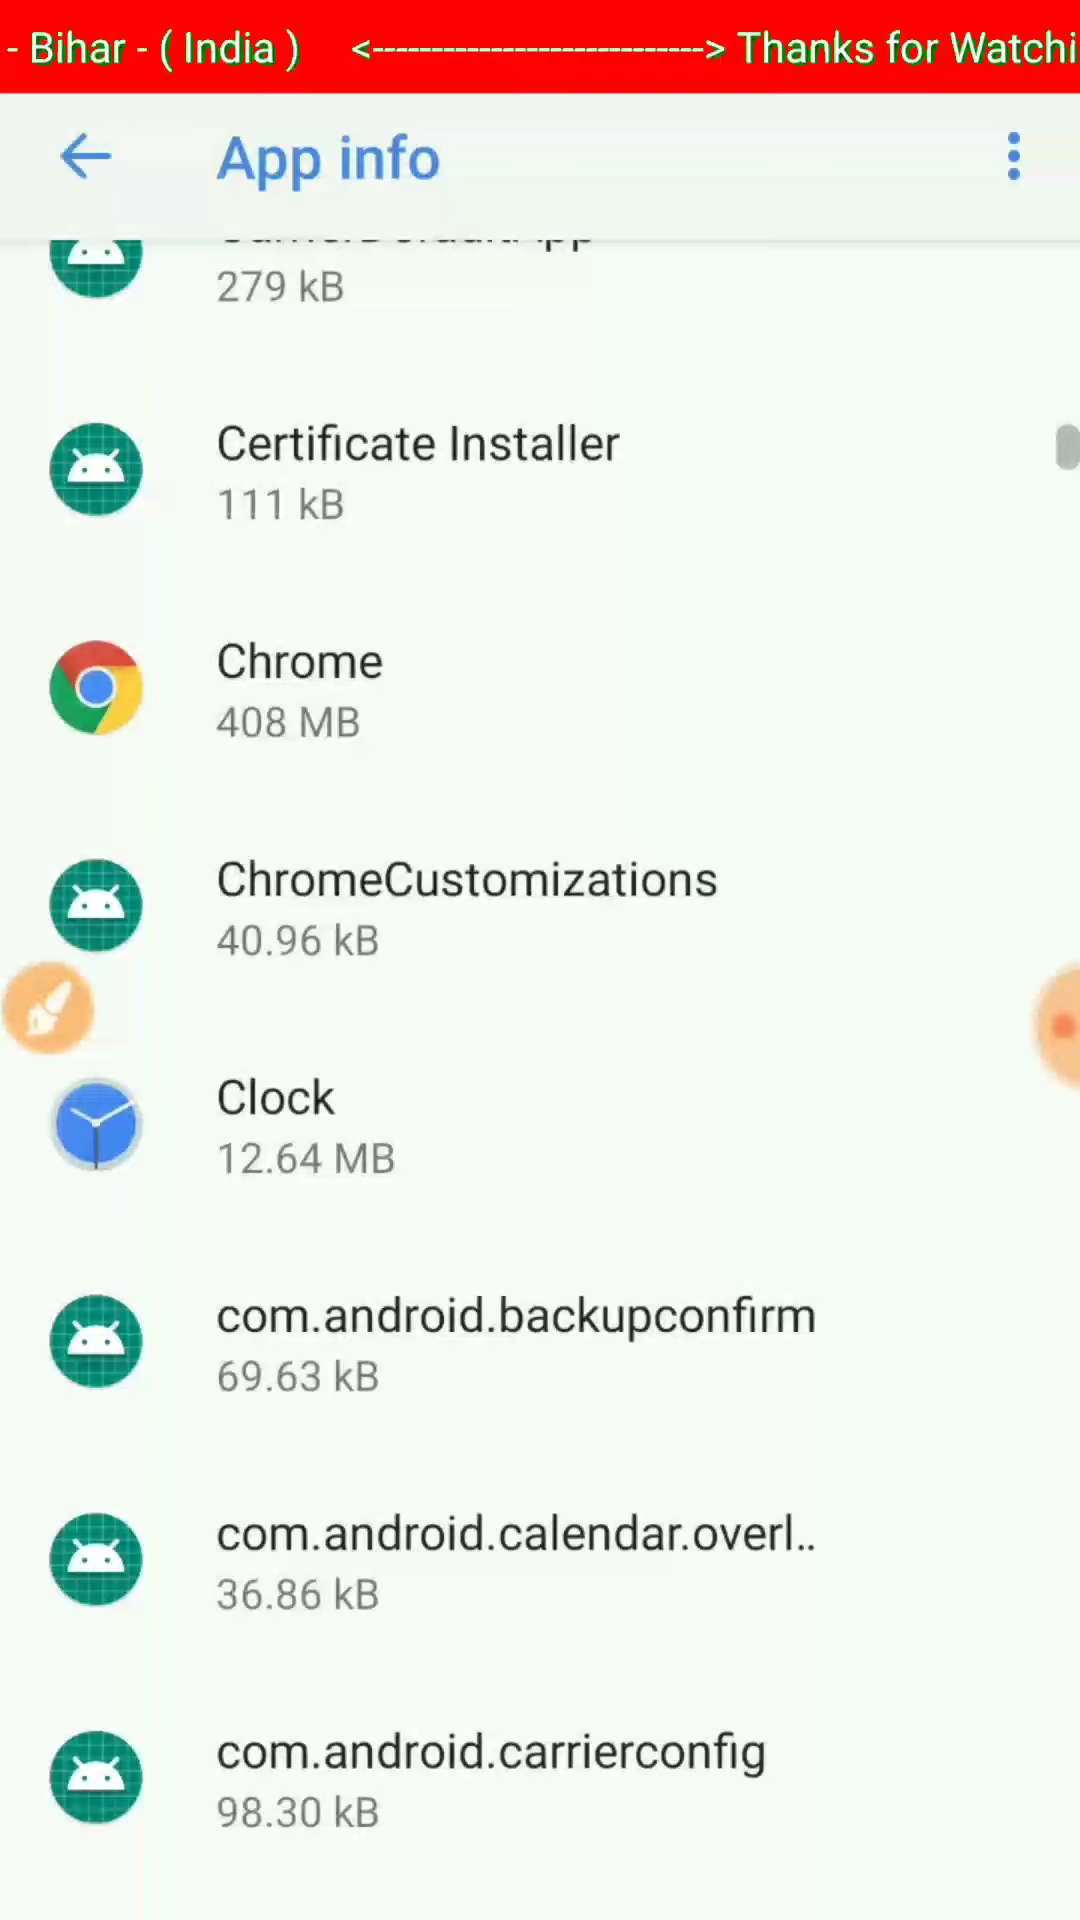 - Bihar - ( India ) <---------------------------> Thanks for Watchi
App info
279 kB
Certificate Installer
111 kB
Chrome
408 MB
ChromeCustomizations
40.96 kB
Clock
12.64 MB
com.android.backupconfirm
69.63 kB
com.android.calendar.overl..
36.86 kB
com.android.carrierconfig
98.30 kB